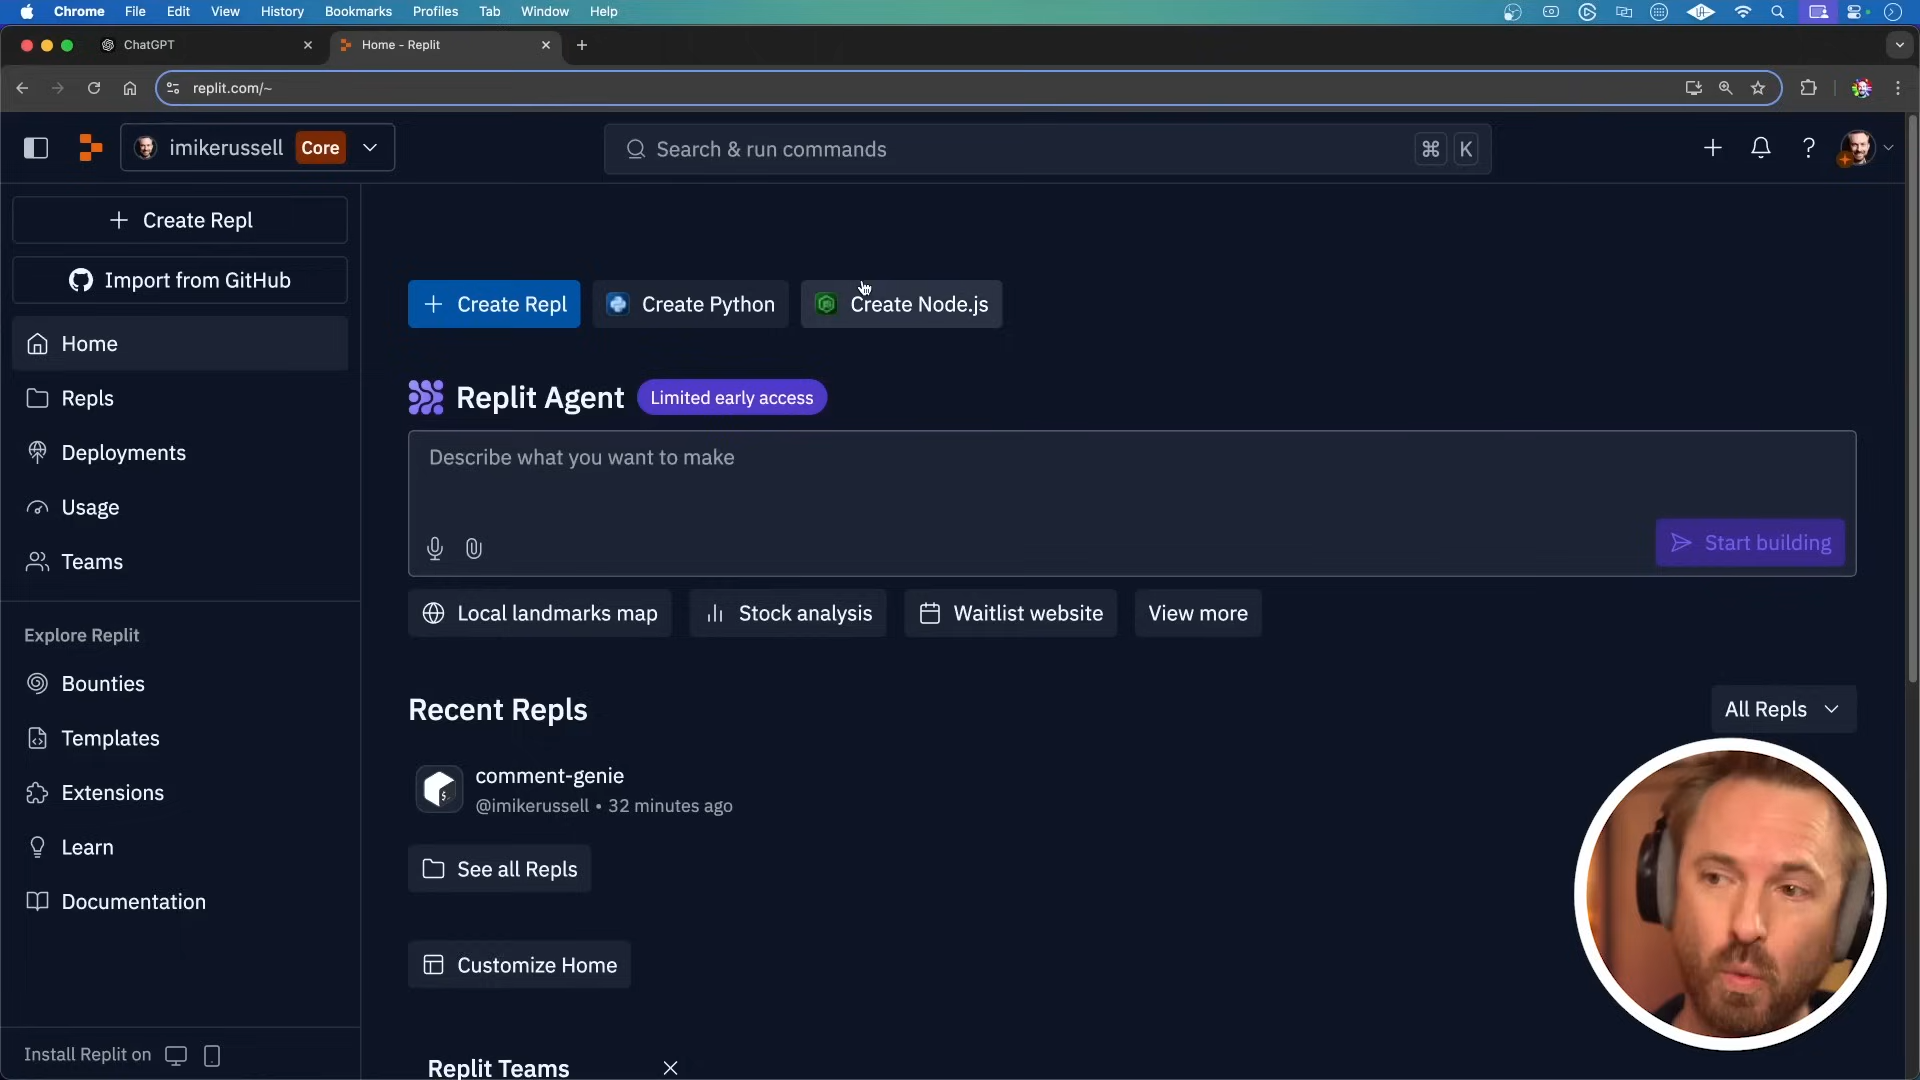 Chrome File Edit View History Bookmarks Profiles Tab Window Help
ChatGPT
Home - Replit
replit.com/~
imikerussell Core
Search & run commands
⌘ K
Create Repl
Import from GitHub
Home
Repls
Deployments
Usage
Teams
Explore Replit
Bounties
Templates
Extensions
Learn
Documentation
Install Replit on
Create Repl
Create Python
Create Node.js
Replit Agent Limited early access
Describe what you want to make
Start building
Local landmarks map
Stock analysis
Waitlist website
View more
Recent Repls
All Repls
comment-genie
@imikerussell • 32 minutes ago
See all Repls
Customize Home
Replit Teams